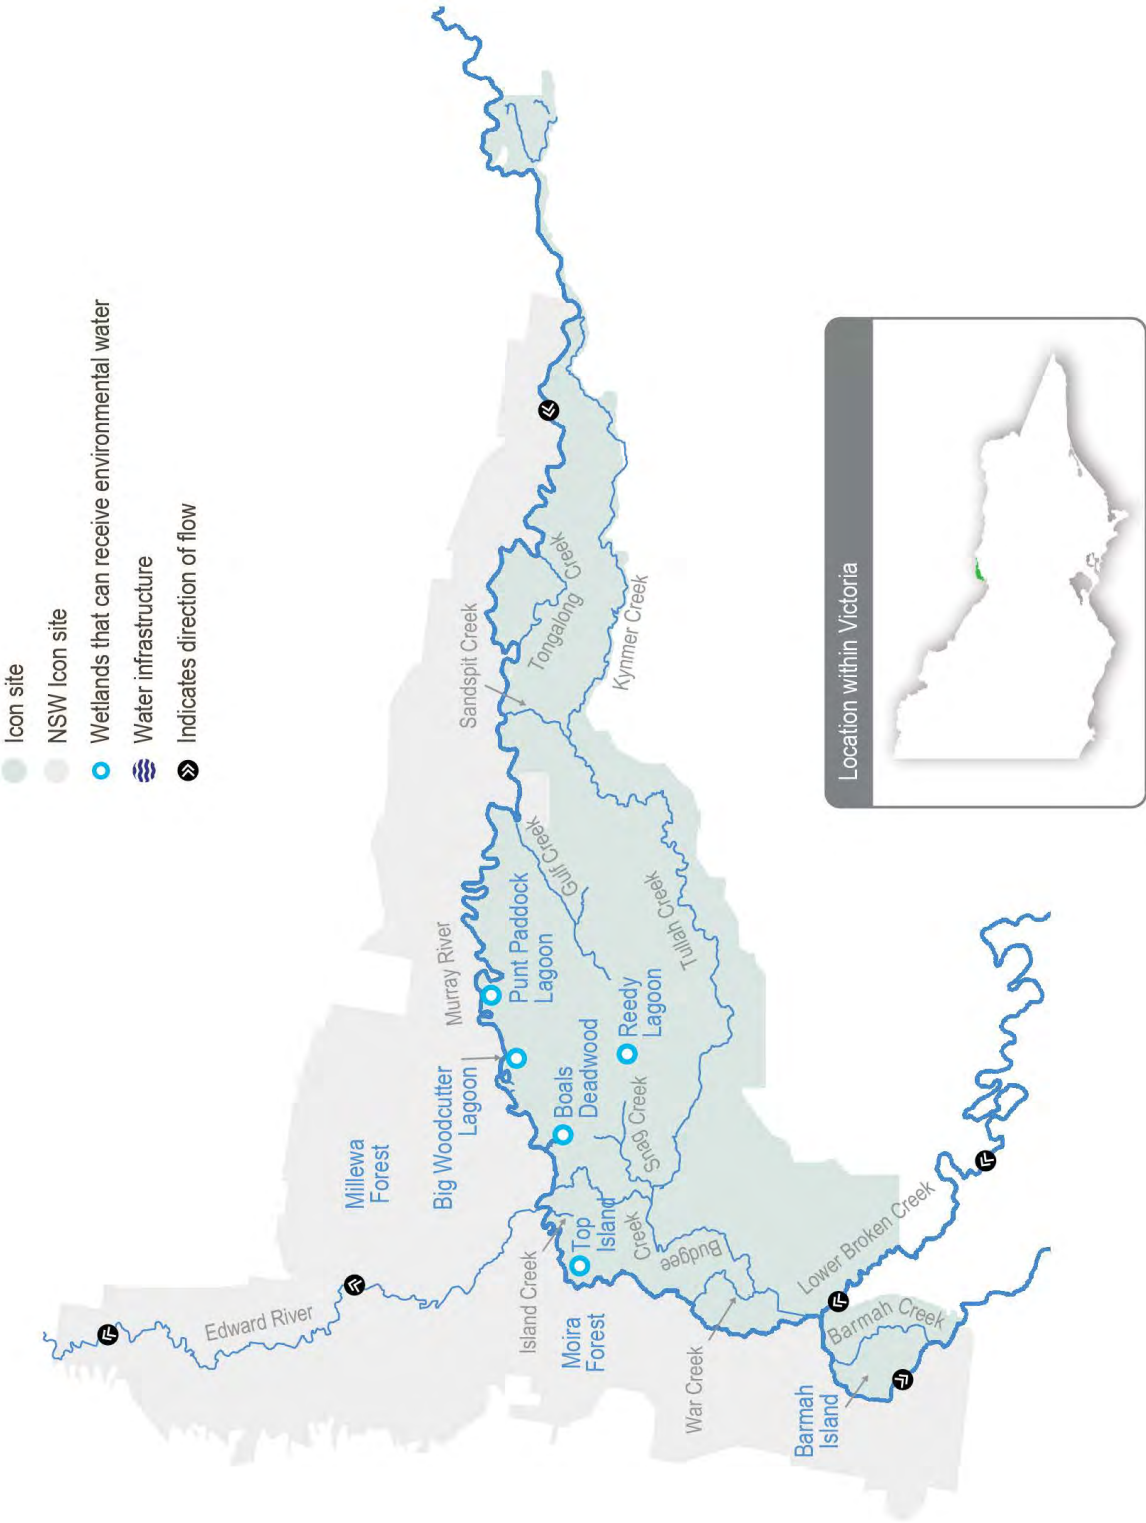 Icon site
NSW Icon site
Wetlands that can receive environmental water
Water infrastructure
Indicates direction of flow
Edward River
Millewa
Forest
Murray River
Big Woodcutter
Lagoon
Punt Paddock
Lagoon
Sandspit Creek
Tongalong
Creek
Kynmer Creek
Gulf Creek
Tullah Creek
Boals
Deadwood
Reedy
Lagoon
Snag Creek
Island Creek
Top
Island
Moira
Forest
Budgee
Creek
War Creek
Lower Broken Creek
Barmah Creek
Barmah
Island
Location within Victoria